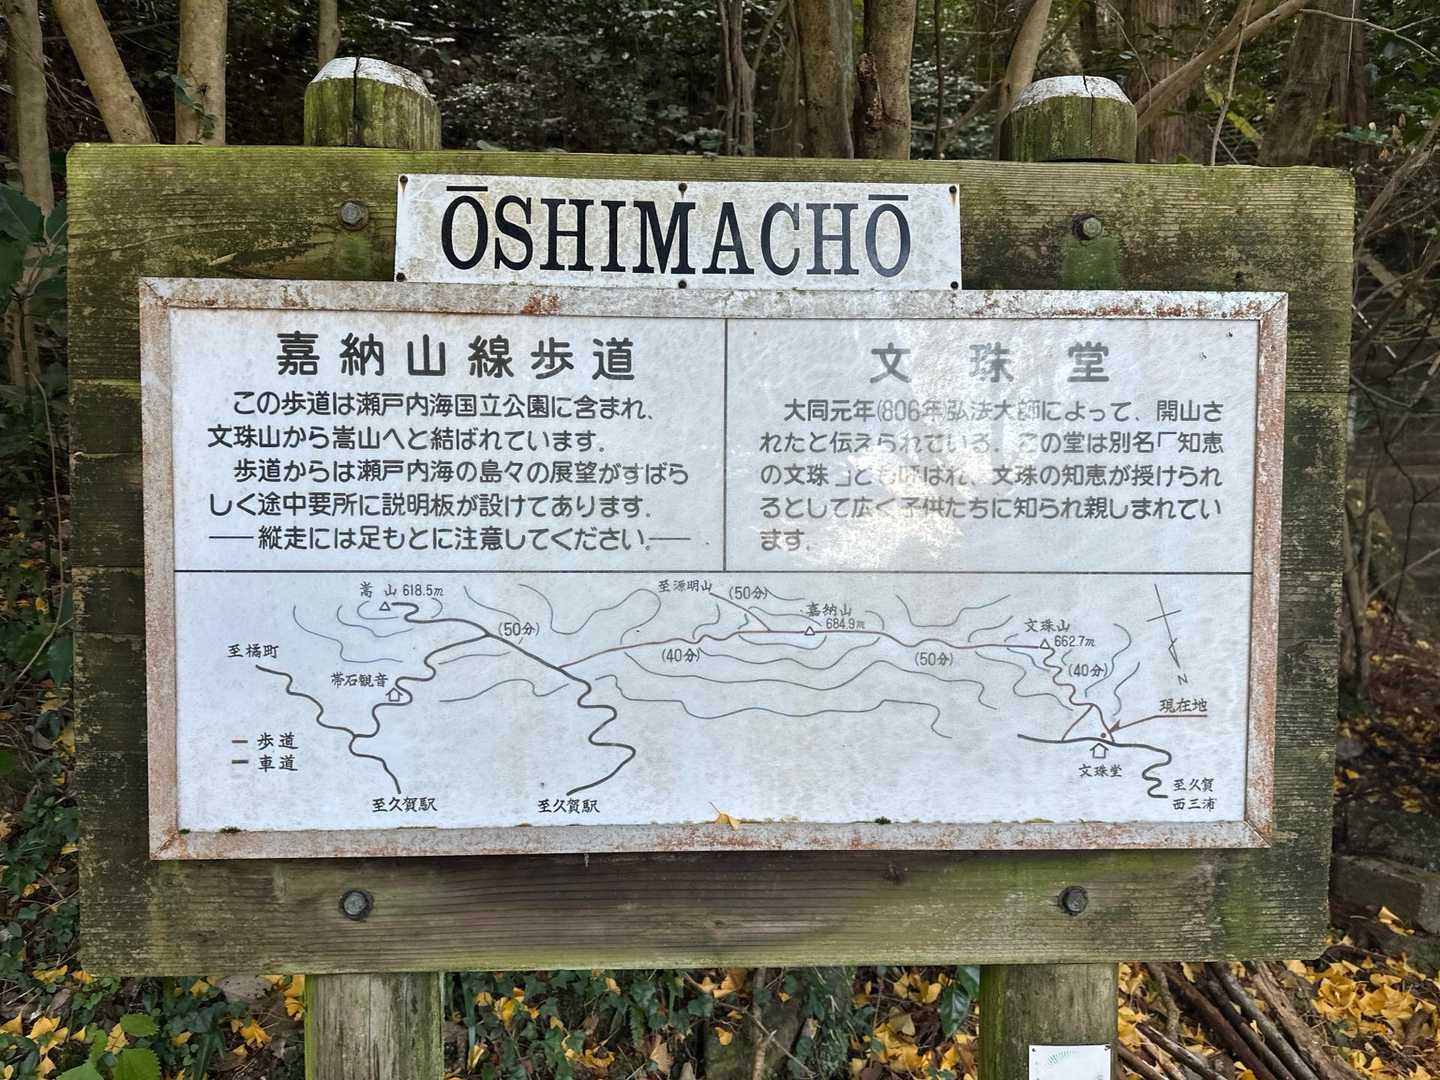 ŌSHIMACHŌ
嘉納山線歩道
この歩道は瀬戸内海国立公園に含まれ、
文珠山から嵩山へと結ばれています。
歩道からは瀬戸内海の島々の展望がすばら
しく途中要所に説明板が設けてあります。
──縦走には足もとに注意してください。──
文珠堂
大同元年(806年)弘法大師によって、開山さ
れたと伝えられている。この堂は別名「知恵
の文珠」とも呼ばれ、文珠の知恵が授けられ
るとして広く子供たちに知られ親しまれてい
ます。
嵩山 618.5m
至源明山
(50分)
嘉納山
684.9m
文珠山
662.7m
(50分)
(40分)
(50分)
(40分)
至橘町
帯石観音
N
現在地
歩道
車道
文珠堂
至久賀
西三浦
至久賀駅
至久賀駅